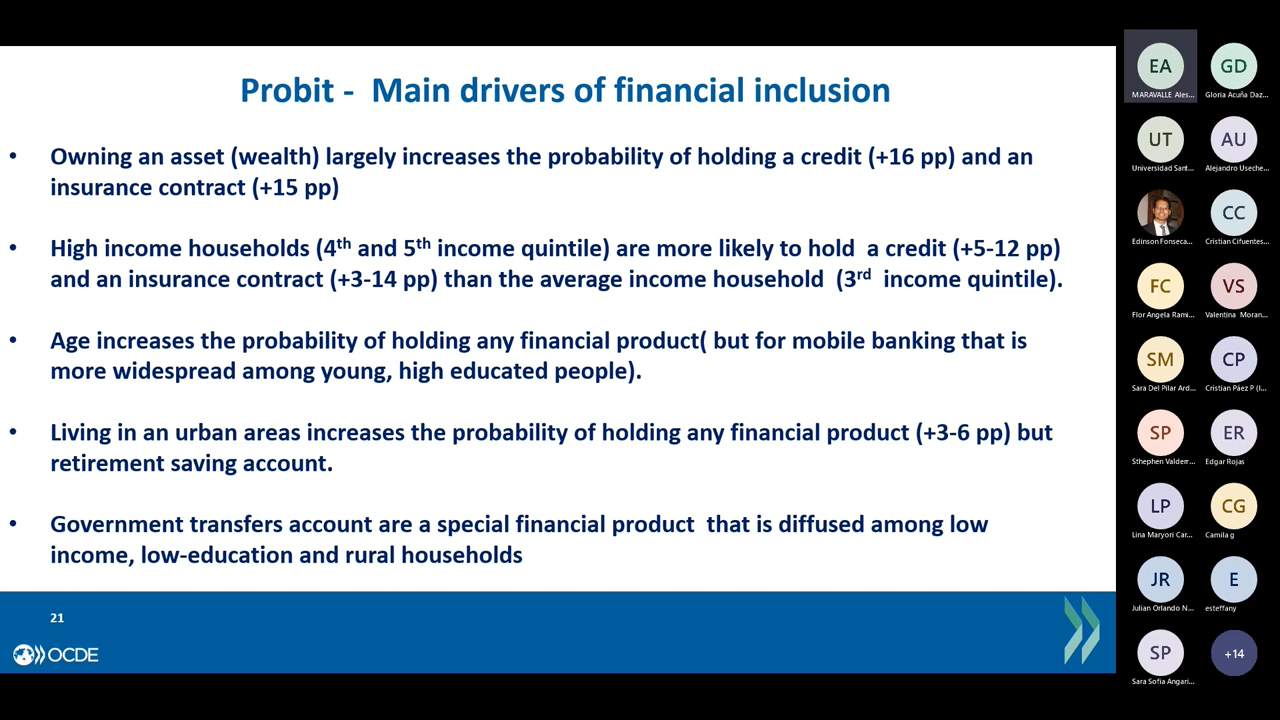 Probit - Main drivers of financial inclusion
• Owning an asset (wealth) largely increases the probability of holding a credit (+16 pp) and an
insurance contract (+15 pp)
• High income households (4th and 5th income quintile) are more likely to hold a credit (+5-12 pp)
and an insurance contract (+3-14 pp) than the average income household (3rd income quintile).
• Age increases the probability of holding any financial product( but for mobile banking that is
more widespread among young, high educated people).
• Living in an urban areas increases the probability of holding any financial product (+3-6 pp) but
retirement saving account.
• Government transfers account are a special financial product that is diffused among low
income, low-education and rural households
21
OCDE
EA
MARAVALLE Ales...
GD
Gloria Acuña Daz...
UT
Universidad Sant...
AU
Alejandro Useche...
Edinson Fonseca...
CC
Cristian Cifuentes...
FC
Flor Angela Rami...
VS
Valentina Moran...
SM
Sara Del Pilar Ard...
CP
Cristian Páez P (I...
SP
Sthephen Valderr...
ER
Edgar Rojas
LP
Lina Maryori Car...
CG
Camila g
JR
Julian Orlando N...
E
esteffany
SP
Sara Sofia Angari...
+14